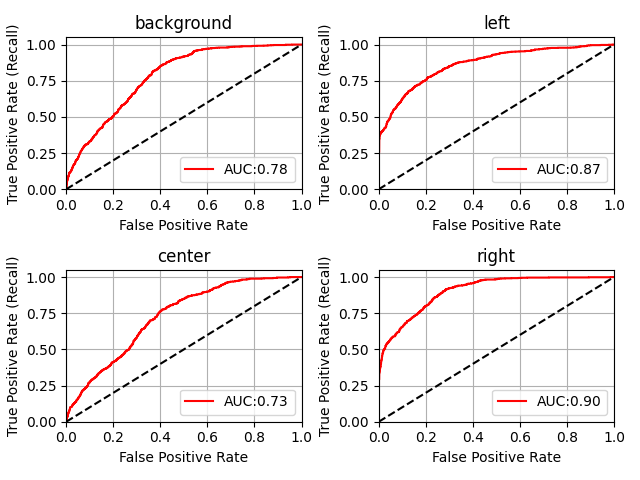 background
True Positive Rate (Recall)
1.00
0.75
0.50
0.25
0.00
AUC:0.78
0.0 0.2 0.4 0.6 0.8 1.0
False Positive Rate
left
True Positive Rate (Recall)
1.00
0.75
0.50
0.25
0.00
AUC:0.87
0.0 0.2 0.4 0.6 0.8 1.0
False Positive Rate
center
True Positive Rate (Recall)
1.00
0.75
0.50
0.25
0.00
AUC:0.73
0.0 0.2 0.4 0.6 0.8 1.0
False Positive Rate
right
True Positive Rate (Recall)
1.00
0.75
0.50
0.25
0.00
AUC:0.90
0.0 0.2 0.4 0.6 0.8 1.0
False Positive Rate